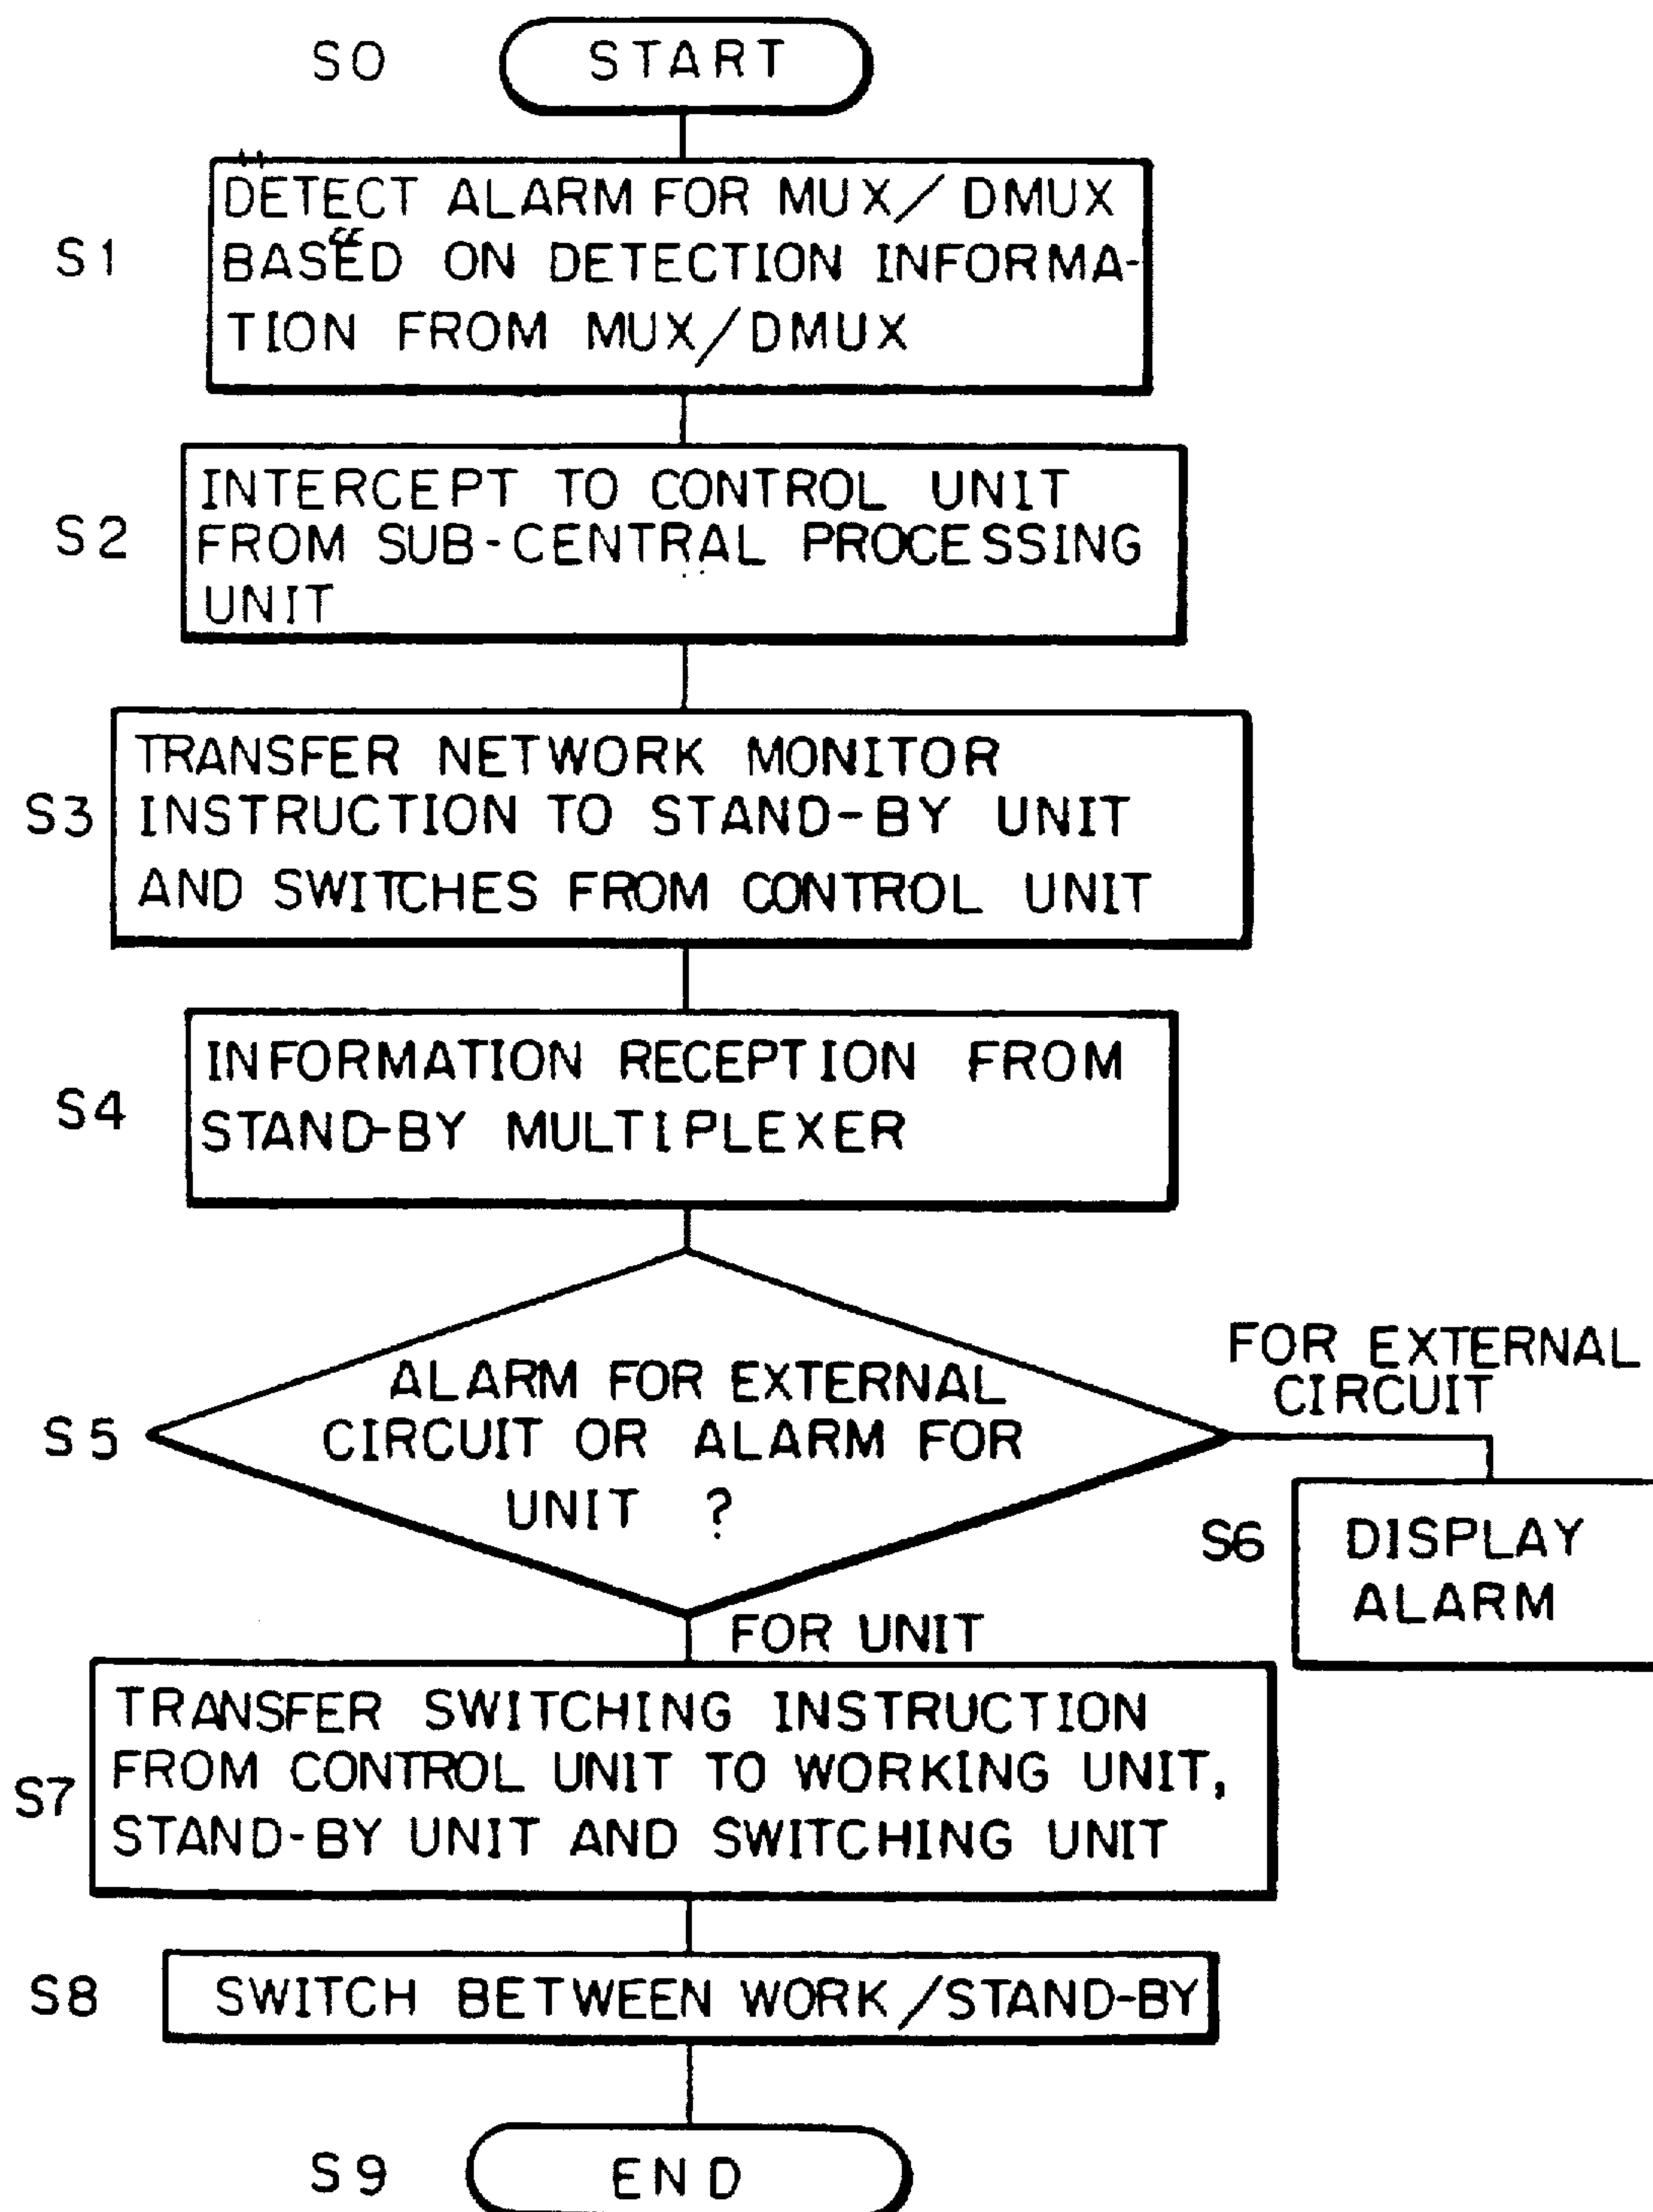 S0 START
S1
DETECT ALARM FOR MUX/DMUX
BASED ON DETECTION INFORMA-
TION FROM MUX/DMUX
S2
INTERCEPT TO CONTROL UNIT
FROM SUB-CENTRAL PROCESSING
UNIT
S3
TRANSFER NETWORK MONITOR
INSTRUCTION TO STAND-BY UNIT
AND SWITCHES FROM CONTROL UNIT
S4
INFORMATION RECEPTION FROM
STAND-BY MULTIPLEXER
S5
ALARM FOR EXTERNAL
CIRCUIT OR ALARM FOR
UNIT ?
FOR EXTERNAL
CIRCUIT
S6
DISPLAY
ALARM
FOR UNIT
S7
TRANSFER SWITCHING INSTRUCTION
FROM CONTROL UNIT TO WORKING UNIT,
STAND-BY UNIT AND SWITCHING UNIT
S8 SWITCH BETWEEN WORK/STAND-BY
S9 END